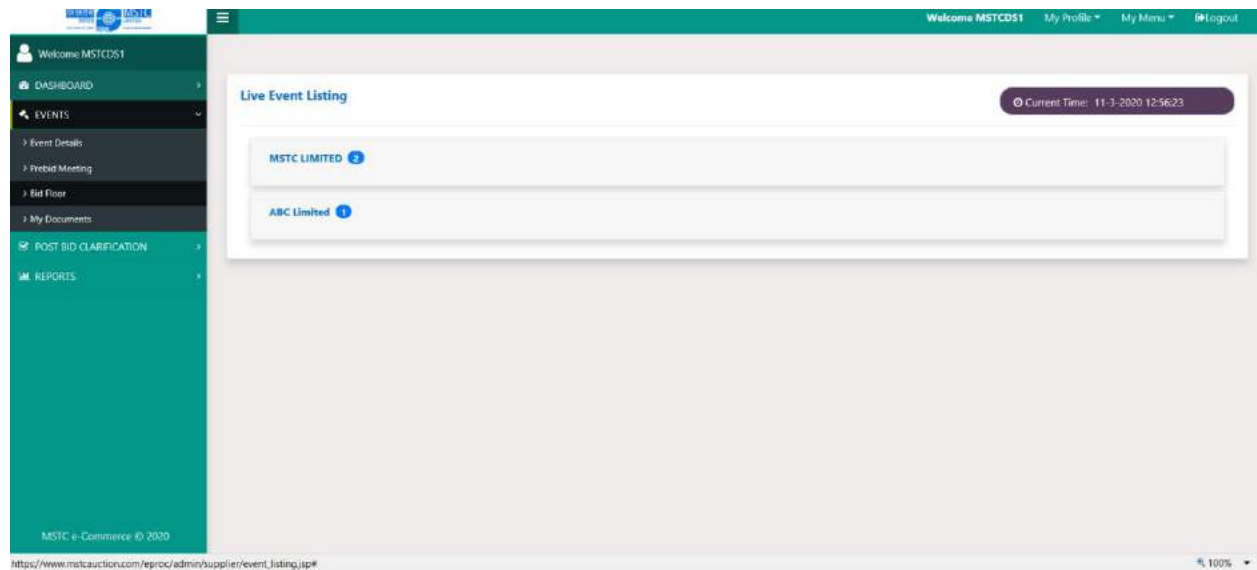 MSTC
Welcome MSTCDS1
My Profile
My Menu
Logout
Welcome MSTCDS1
DASHBOARD
EVENTS
> Event Details
> Prebid Meeting
> Bid Floor
> My Documents
POST BID CLARIFICATION
REPORTS
Live Event Listing
Current Time: 11-3-2020 12:56:23
MSTC LIMITED 2
ABC Limited 1
MSTC e-Commerce © 2020
https://www.mstcauction.com/eproc/admin/supplier/event_listing.jsp#
100%